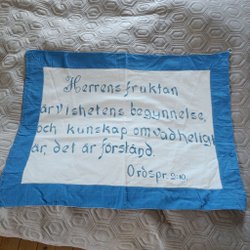 Herrens fruktan
är vishetens begynnelse,
och kunskap om vad heligt
är, det är förstånd.
Ordspr. 9:10.